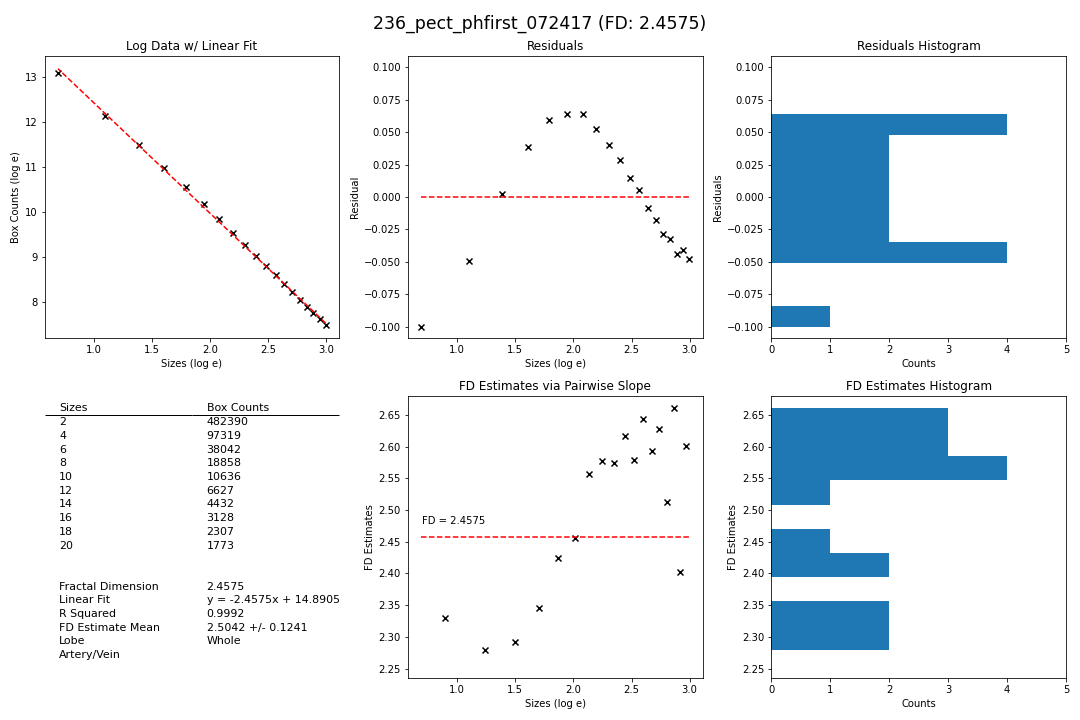 236_pect_phfirst_072417 (FD: 2.4575)
Log Data w/ Linear Fit
Box Counts (log e)
13
12
11
10
9
8
1.0 1.5 2.0 2.5 3.0
Sizes (log e)
Residuals
Residual
0.100
0.075
0.050
0.025
0.000
−0.025
−0.050
−0.075
−0.100
1.0 1.5 2.0 2.5 3.0
Sizes (log e)
Residuals Histogram
Residuals
0.100
0.075
0.050
0.025
0.000
−0.025
−0.050
−0.075
−0.100
0 1 2 3 4 5
Counts
Sizes Box Counts
2 482390
4 97319
6 38042
8 18858
10 10636
12 6627
14 4432
16 3128
18 2307
20 1773
Fractal Dimension 2.4575
Linear Fit y = -2.4575x + 14.8905
R Squared 0.9992
FD Estimate Mean 2.5042 +/- 0.1241
Lobe Whole
Artery/Vein
FD Estimates via Pairwise Slope
FD Estimates
2.65
2.60
2.55
2.50
2.45
2.40
2.35
2.30
2.25
FD = 2.4575
1.0 1.5 2.0 2.5 3.0
Sizes (log e)
FD Estimates Histogram
FD Estimates
2.65
2.60
2.55
2.50
2.45
2.40
2.35
2.30
2.25
0 1 2 3 4 5
Counts